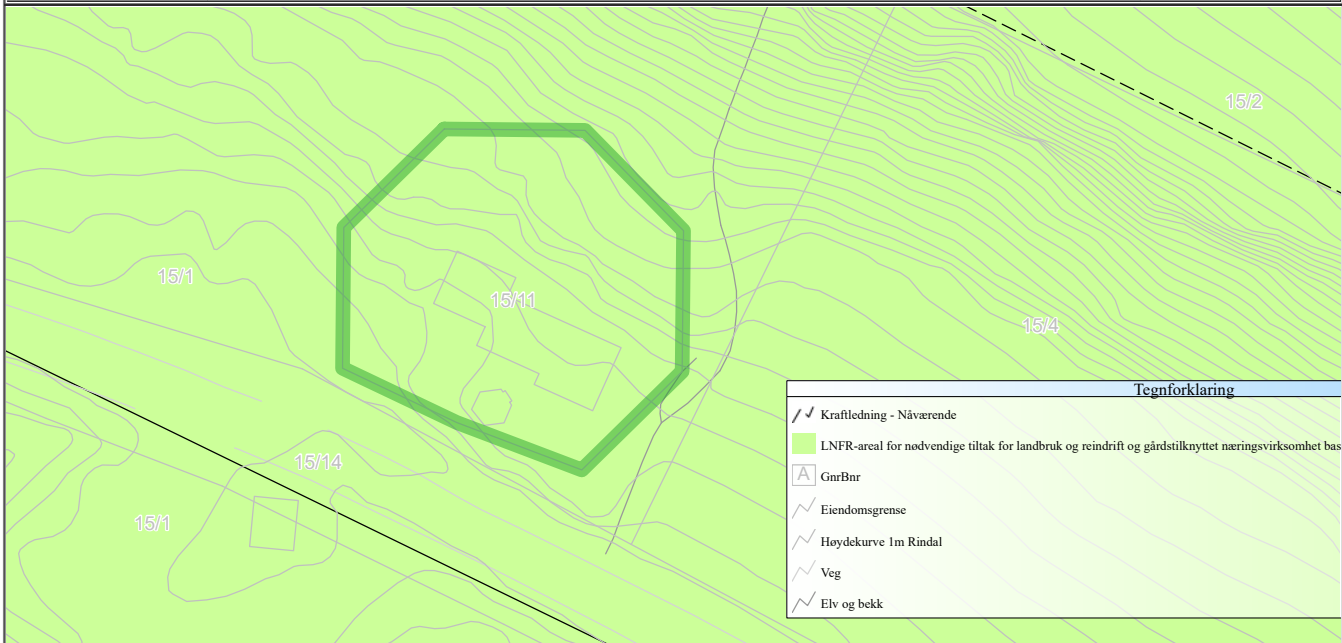 15/2
15/1
15/11
15/4
15/14
15/1
Tegnforklaring
Kraftledning - Nåværende
LNFR-areal for nødvendige tiltak for landbruk og reindrift og gårdstilknyttet næringsvirksomhet bas
A GnrBnr
Eiendomsgrense
Høydekurve 1m Rindal
Veg
Elv og bekk